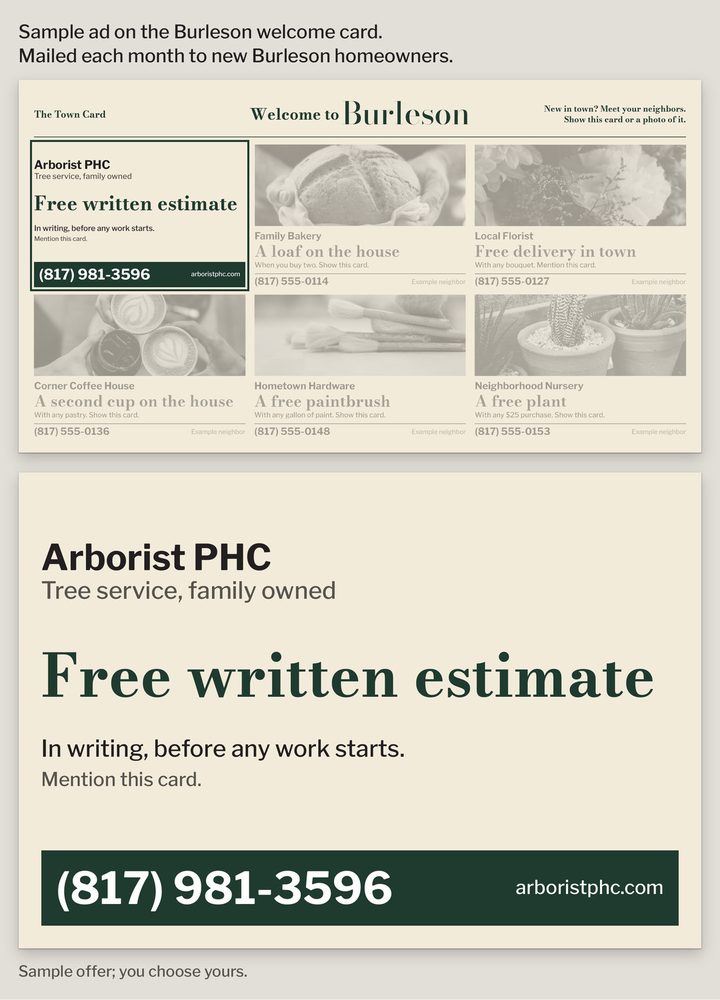 Sample ad on the Burleson welcome card.
Mailed each month to new Burleson homeowners.
The Town Card
Welcome to Burleson
New in town? Meet your neighbors.
Show this card or a photo of it.
Arborist PHC
Tree service, family owned
Free written estimate
In writing, before any work starts.
Mention this card.
(817) 981-3596 arboristphc.com
Family Bakery
A loaf on the house
When you buy two. Show this card.
(817) 555-0114 Example neighbor
Local Florist
Free delivery in town
With any bouquet. Mention this card.
(817) 555-0127 Example neighbor
Corner Coffee House
A second cup on the house
With any pastry. Show this card.
(817) 555-0136 Example neighbor
Hometown Hardware
A free paintbrush
With any gallon of paint. Show this card.
(817) 555-0148 Example neighbor
Neighborhood Nursery
A free plant
With any $25 purchase. Show this card.
(817) 555-0153 Example neighbor
Arborist PHC
Tree service, family owned
Free written estimate
In writing, before any work starts.
Mention this card.
(817) 981-3596 arboristphc.com
Sample offer; you choose yours.